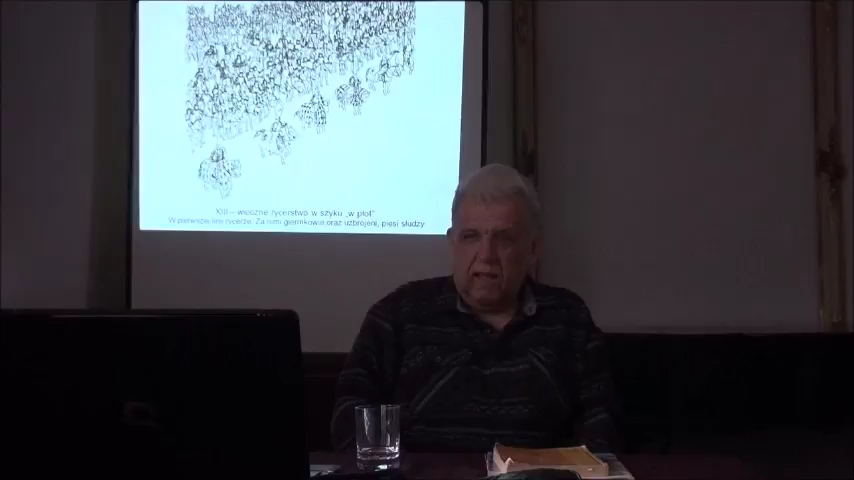 XIII – wieczne rycerstwo w szyku „w płot”
W pierwszej linii rycerze. Za nimi giermkowie oraz uzbrojeni, piesi słudzy.